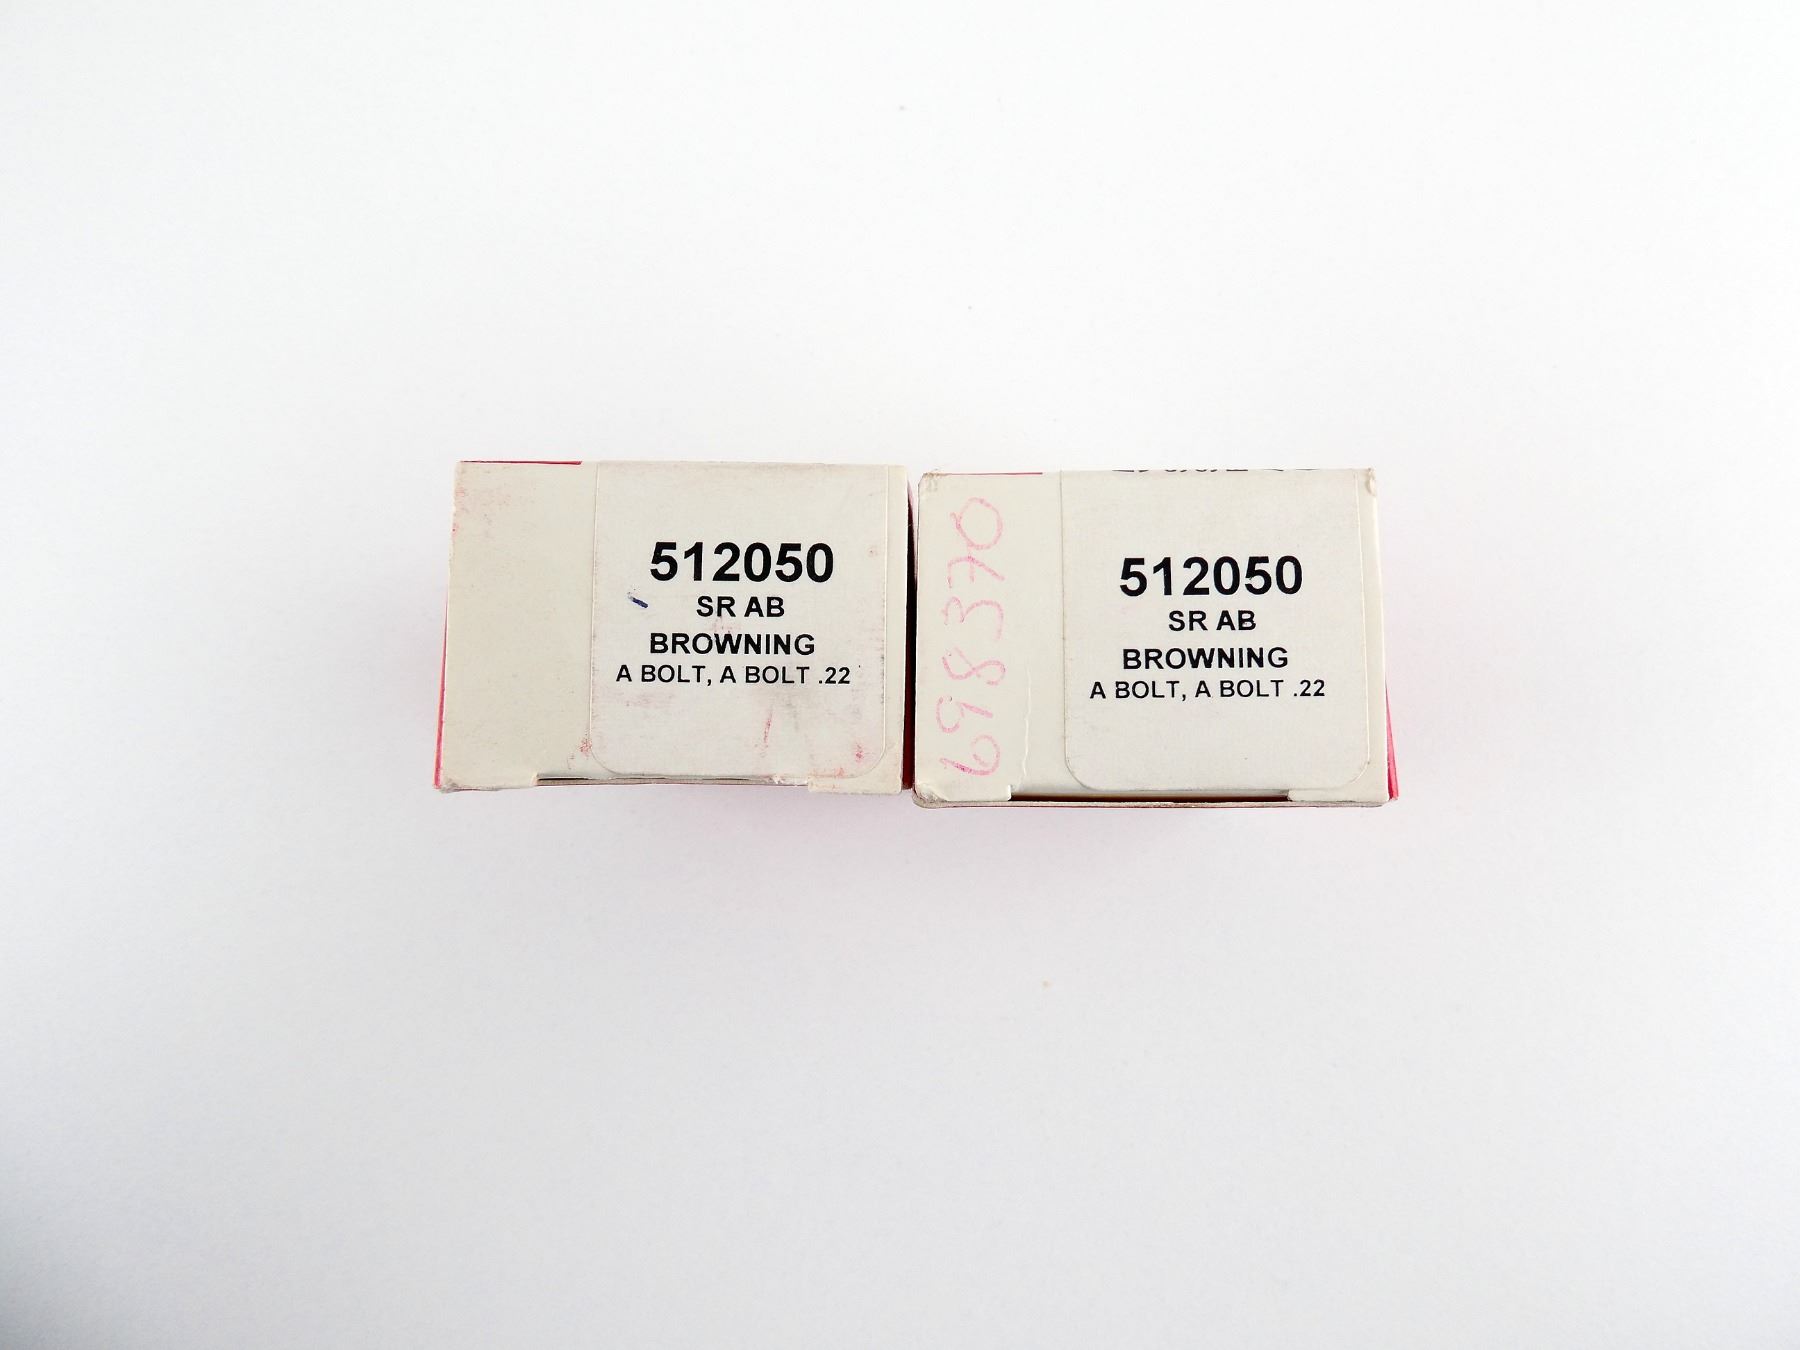 512050
SR AB
BROWNING
A BOLT, A BOLT .22
698370
512050
SR AB
BROWNING
A BOLT, A BOLT .22